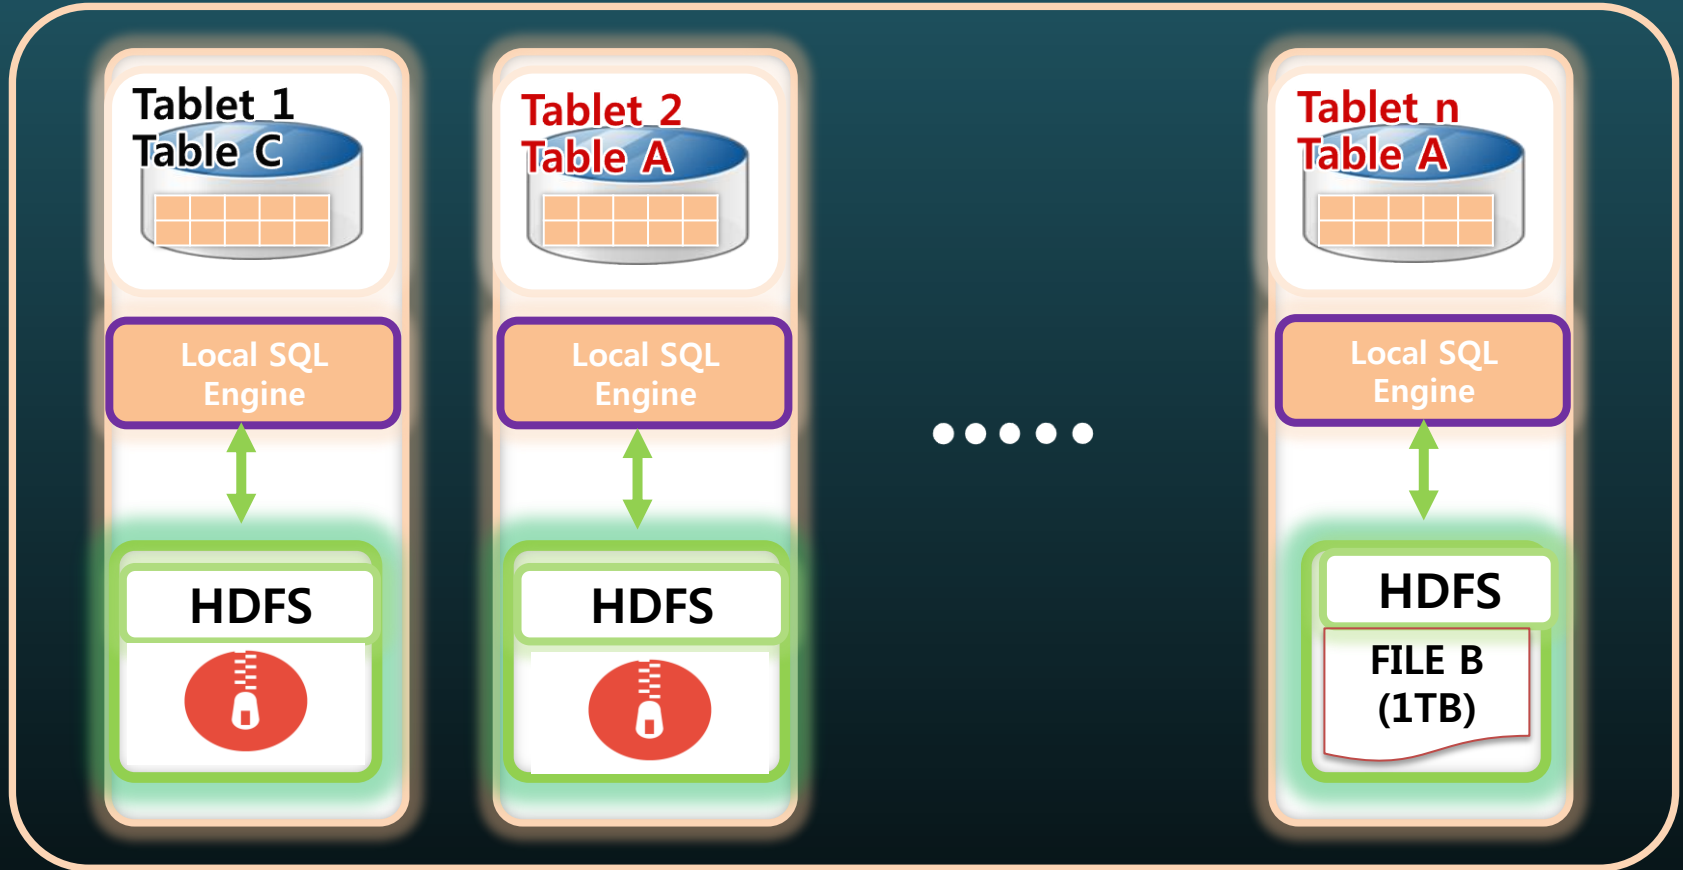 Tablet 1
Table C
Local SQL
Engine
HDFS
Tablet 2
Table A
Local SQL
Engine
HDFS
Tablet n
Table A
Local SQL
Engine
HDFS
FILE B
(1TB)